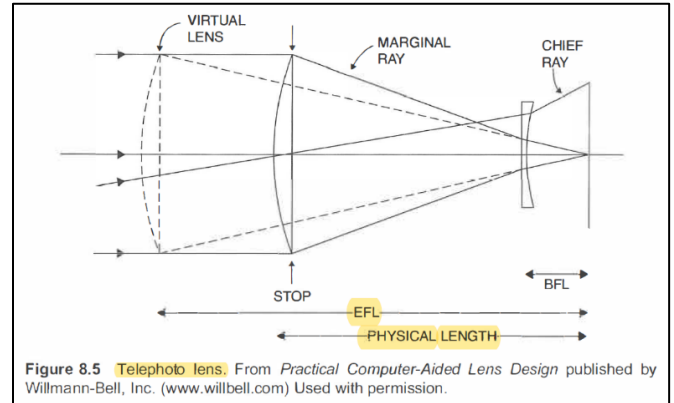 VIRTUAL
LENS
MARGINAL
RAY
CHIEF
RAY
STOP
BFL
EFL
PHYSICAL LENGTH
Figure 8.5 Telephoto lens. From Practical Computer-Aided Lens Design published by
Willmann-Bell, Inc. (www.willbell.com) Used with permission.